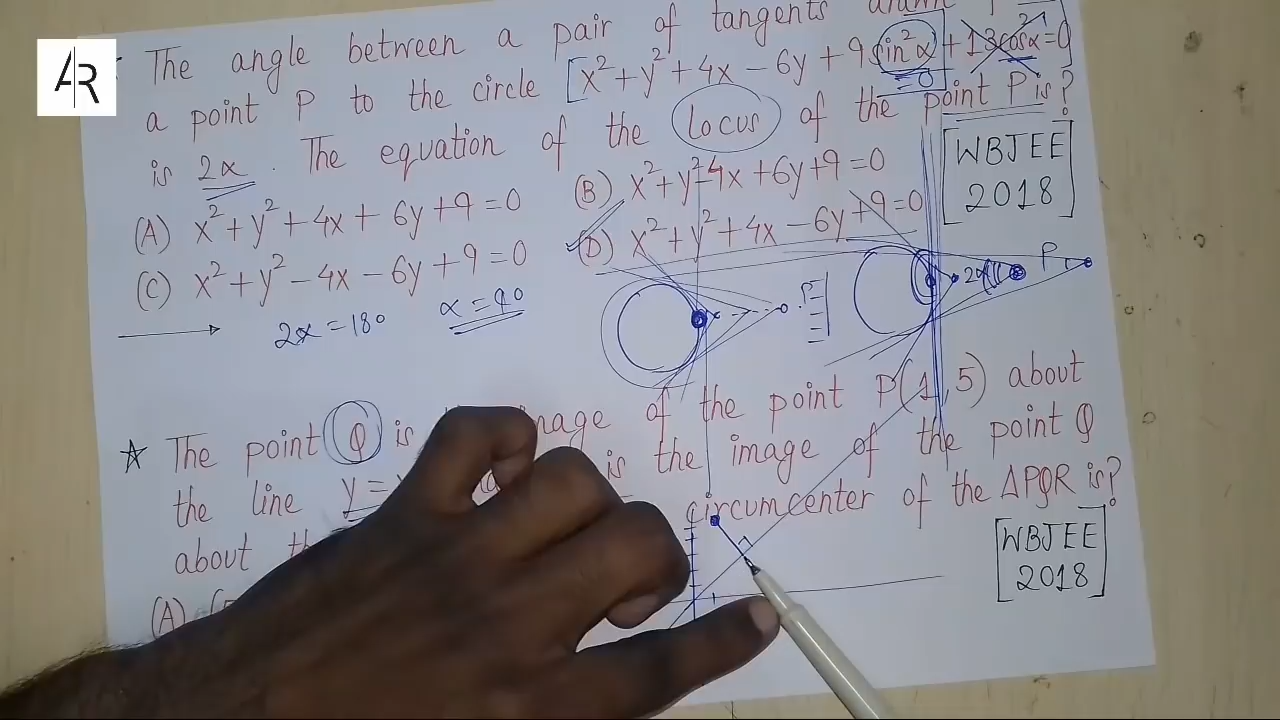 AR
The angle between a pair of tangents
a point P to the circle [x² + y² + 4x − 6y + 9 sin²α + 13 cos²α = 0
is 2α. The equation of the locus of the point P is?
(A) x² + y² + 4x + 6y + 9 = 0
(B) x² + y² − 4x + 6y + 9 = 0
(C) x² + y² − 4x − 6y + 9 = 0
(D) x² + y² + 4x − 6y + 9 = 0
[WBJEE 2018]
= 0
2α = 180
α = 90
P
2α
P
The point Q is image of the point P(1,5) about
the line y = is the image of the point Q
about circumcenter of the ΔPQR is?
(A)
[WBJEE 2018]